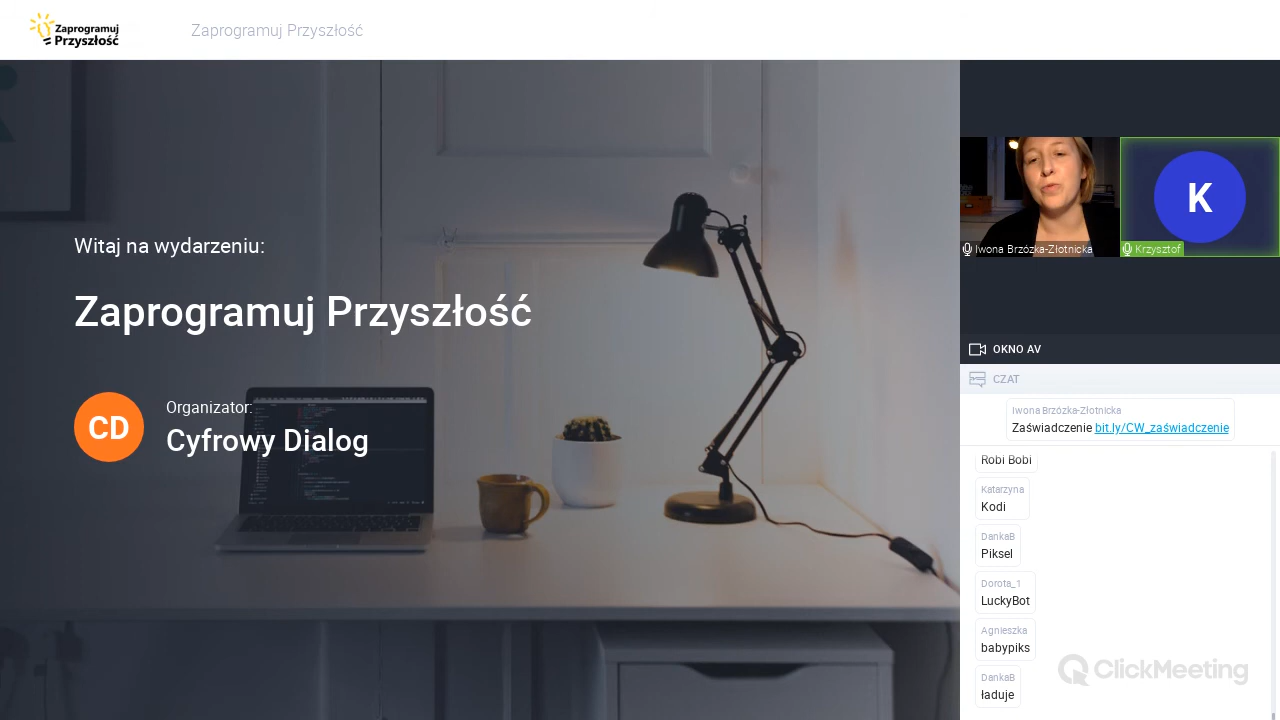 Zaprogramuj
Przyszłość
Zaprogramuj Przyszłość
Witaj na wydarzeniu:
Zaprogramuj Przyszłość
CD
Organizator:
Cyfrowy Dialog
K
Iwona Brzózka-Złotnicka
Krzysztof
OKNO AV
CZAT
Iwona Brzózka-Złotnicka
Zaświadczenie bit.ly/CW_zaświadczenie
Robi Bobi
Katarzyna
Kodi
DankaB
Piksel
Dorota_1
LuckyBot
Agnieszka
babypiks
DankaB
ładuje
ClickMeeting